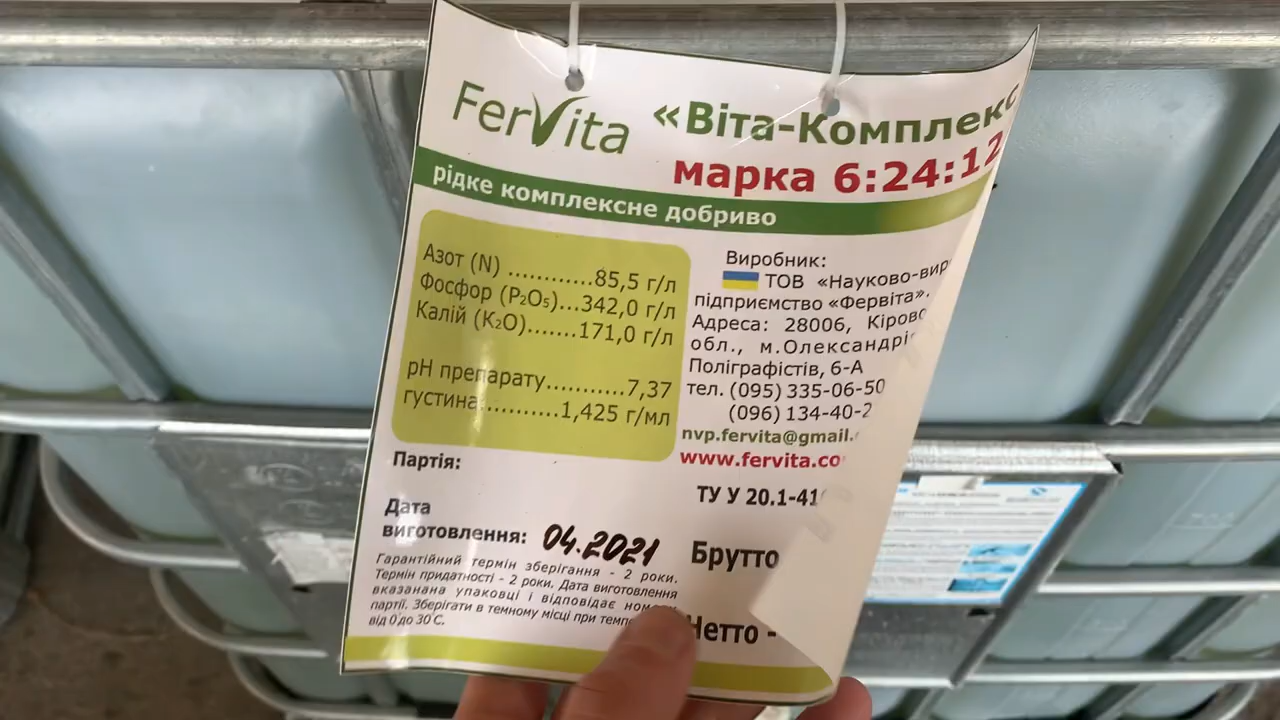 FerVita
«Віта-Комплекс
марка 6:24:12
рідке комплексне добриво
Азот (N) ............85,5 г/л
Фосфор (P₂O₅)...342,0 г/л
Калій (K₂O).......171,0 г/л
pH препарату...........7,37
густина...........1,425 г/мл
Партія:
Дата
виготовлення: 04.2021
Гарантійний термін зберігання - 2 роки.
Термін придатності - 2 роки. Дата виготовлення
вказанана упаковці і відповідає
партії. Зберігати в темному місці при
від 0 до 30°С.
Виробник:
ТОВ «Науково-вир
підприємство «Фервіта».
Адреса: 28006, Кірово
обл., м.Олександрі
Поліграфістів, 6-А
тел. (095) 335-06-50
(096) 134-40-2
nvp.fervita@gmail.
www.fervita.co
ТУ У 20.1-41
Брутто
Нетто -